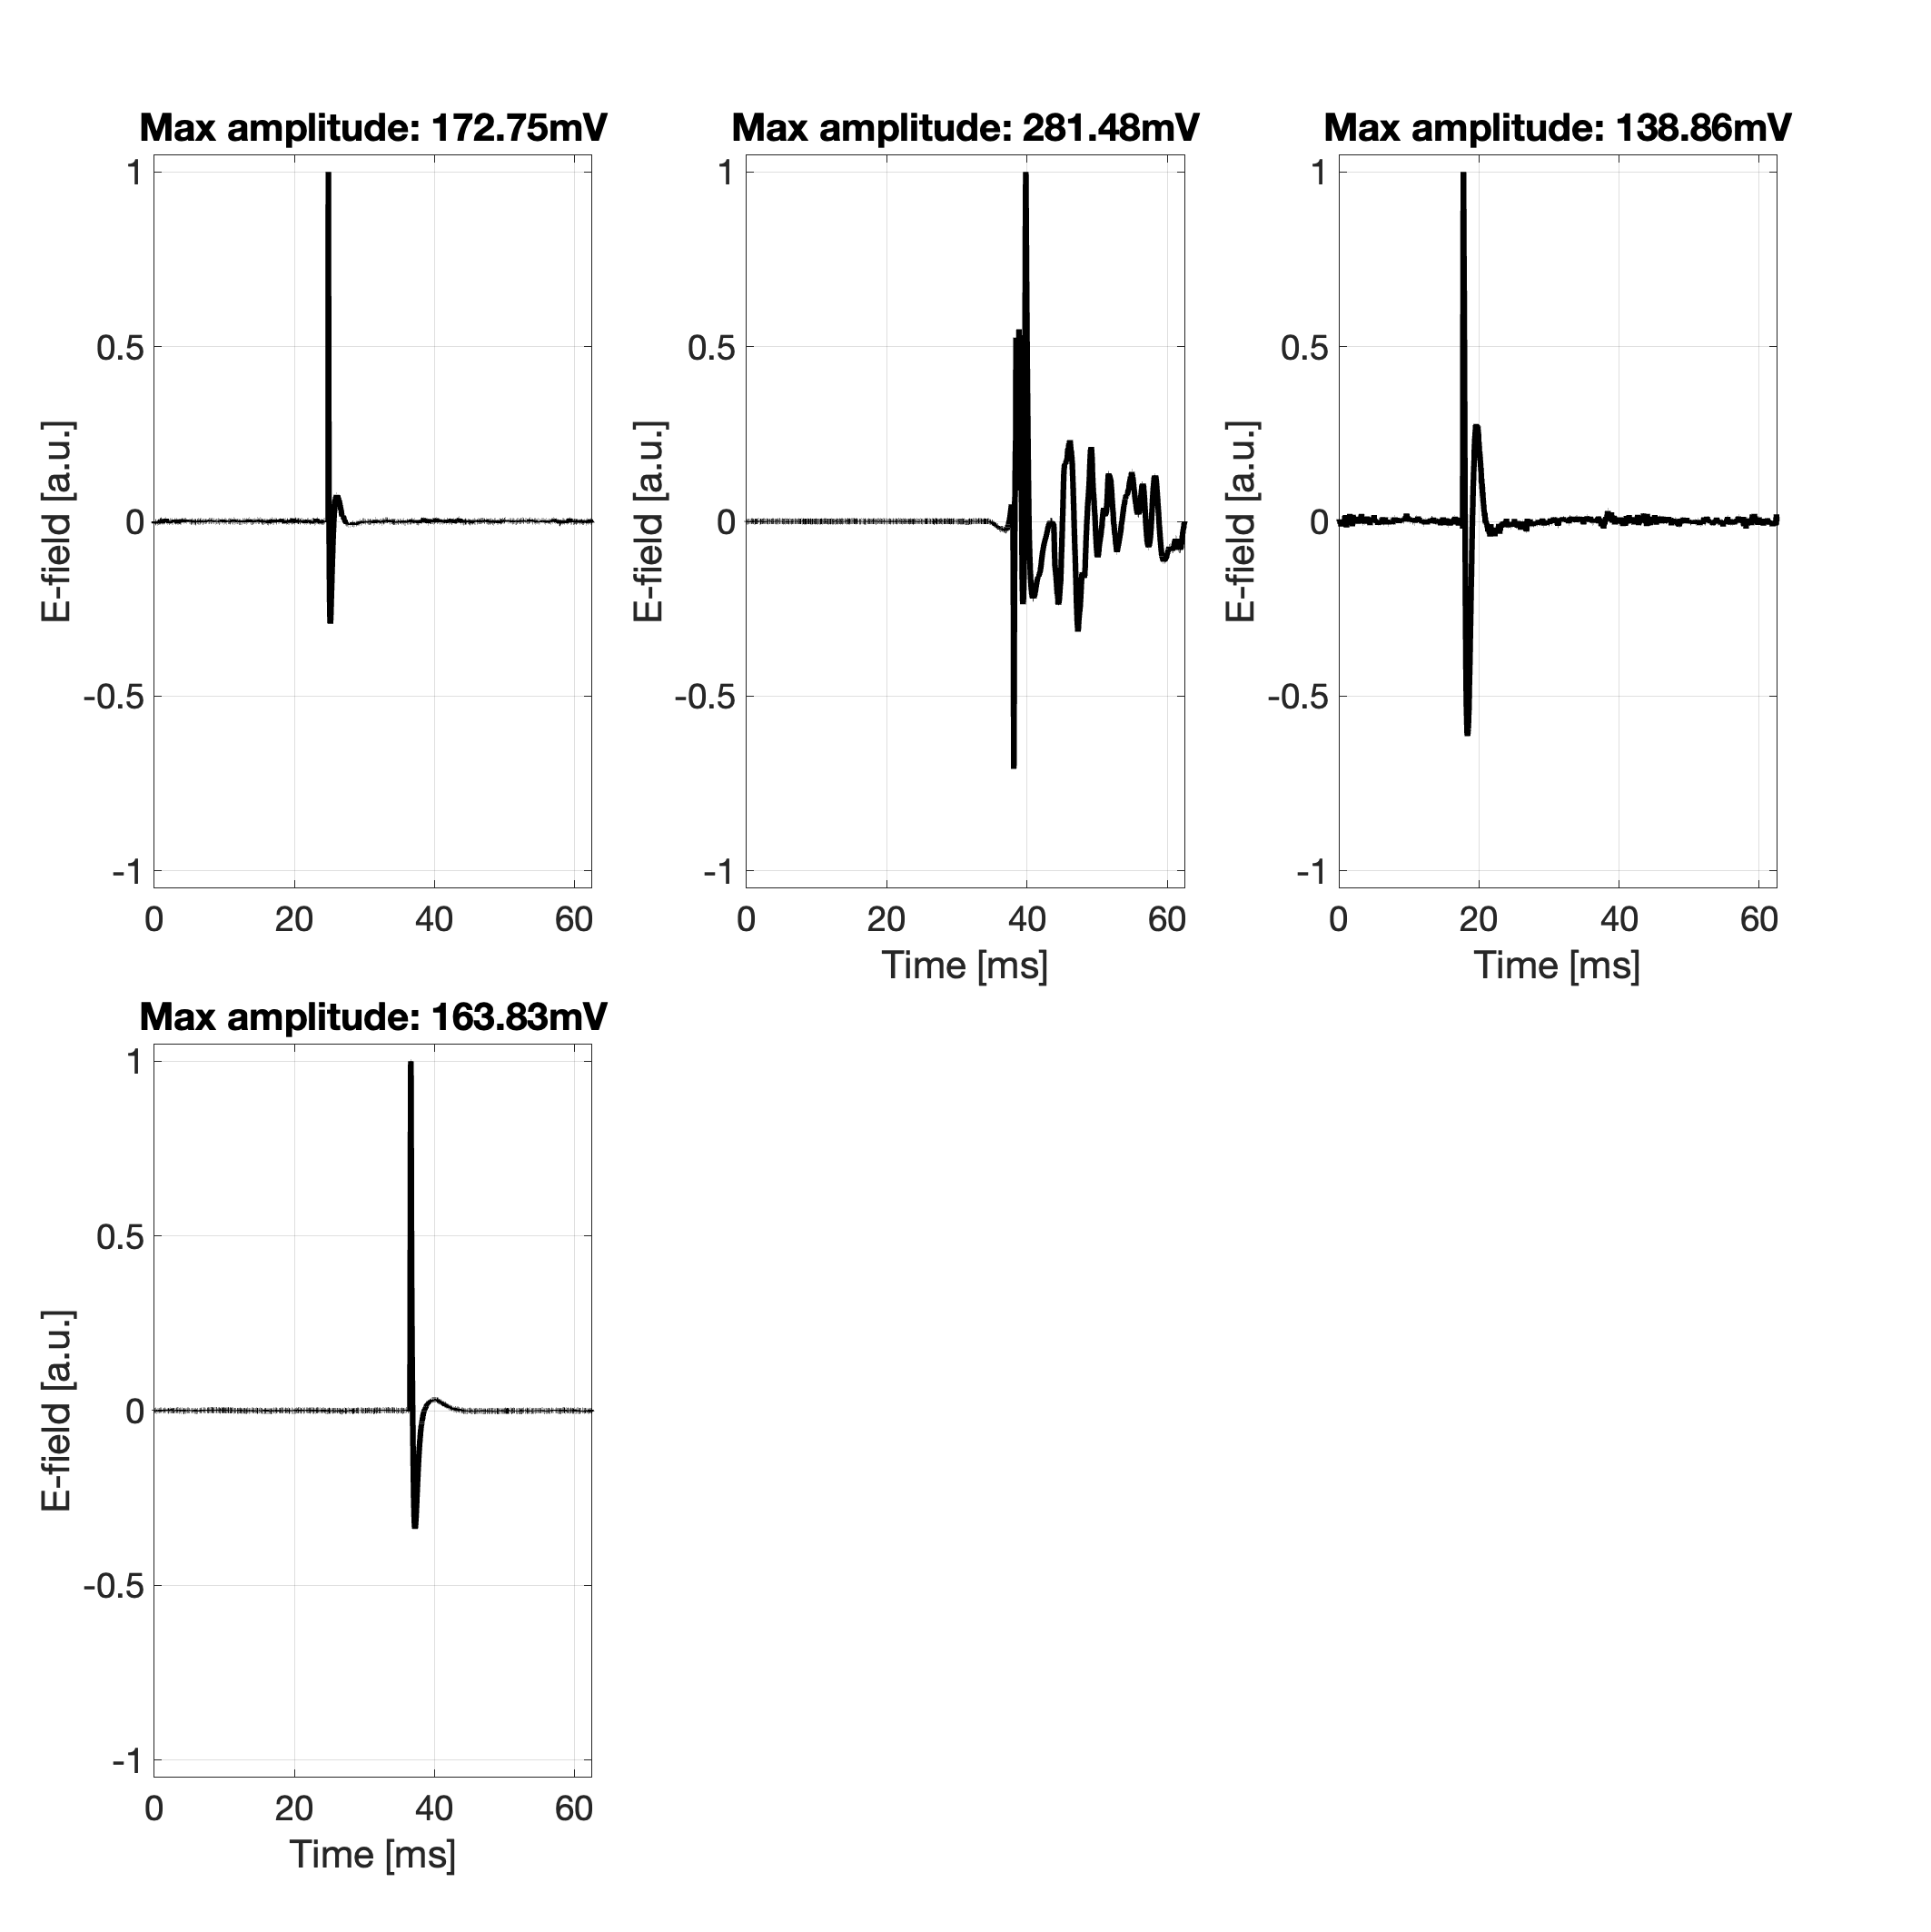 Max amplitude: 172.75mV
1
0.5
0
-0.5
-1
E-field [a.u.]
0 20 40 60
Max amplitude: 281.48mV
1
0.5
0
-0.5
-1
E-field [a.u.]
0 20 40 60
Time [ms]
Max amplitude: 138.86mV
1
0.5
0
-0.5
-1
E-field [a.u.]
0 20 40 60
Time [ms]
Max amplitude: 163.83mV
1
0.5
0
-0.5
-1
E-field [a.u.]
0 20 40 60
Time [ms]